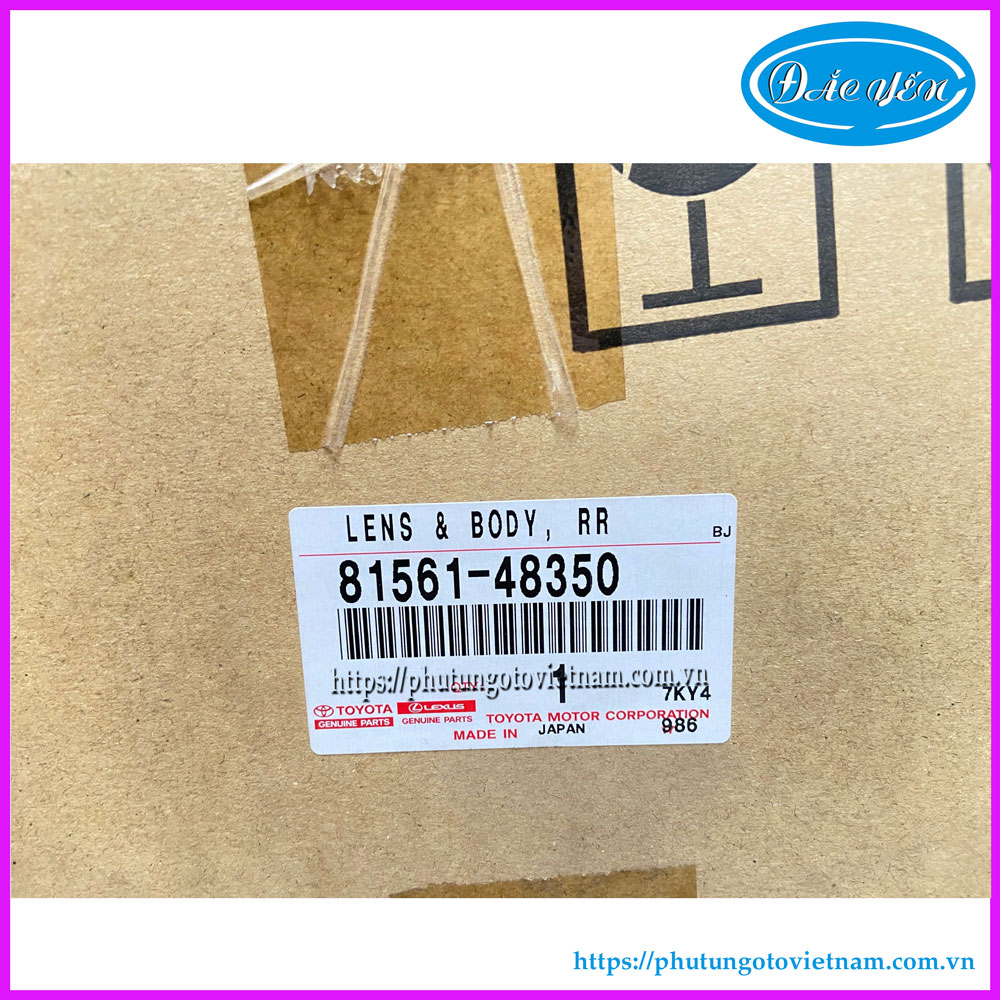 ĐẮC YẾN
LENS & BODY, RR
BJ
81561-48350
https://phutungotovietnam.com.vn
QTY
1
7KY4
TOYOTA
GENUINE PARTS
LEXUS
GENUINE PARTS
TOYOTA MOTOR CORPORATION
MADE IN JAPAN
986
https://phutungotovietnam.com.vn